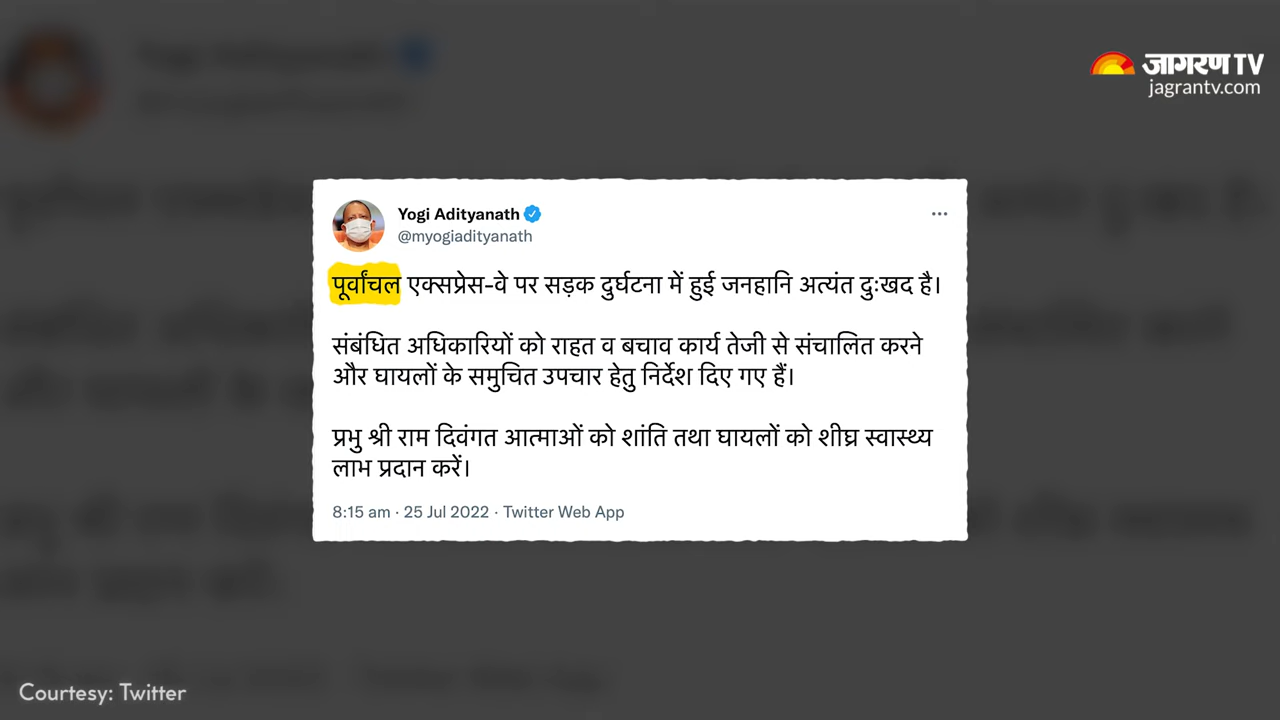 जागरण TV
jagrantv.com
Yogi Adityanath
@myogiadityanath
पूर्वांचल एक्सप्रेस-वे पर सड़क दुर्घटना में हुई जनहानि अत्यंत दुःखद है।
संबंधित अधिकारियों को राहत व बचाव कार्य तेजी से संचालित करने
और घायलों के समुचित उपचार हेतु निर्देश दिए गए हैं।
प्रभु श्री राम दिवंगत आत्माओं को शांति तथा घायलों को शीघ्र स्वास्थ्य
लाभ प्रदान करें।
8:15 am · 25 Jul 2022 · Twitter Web App
Courtesy: Twitter